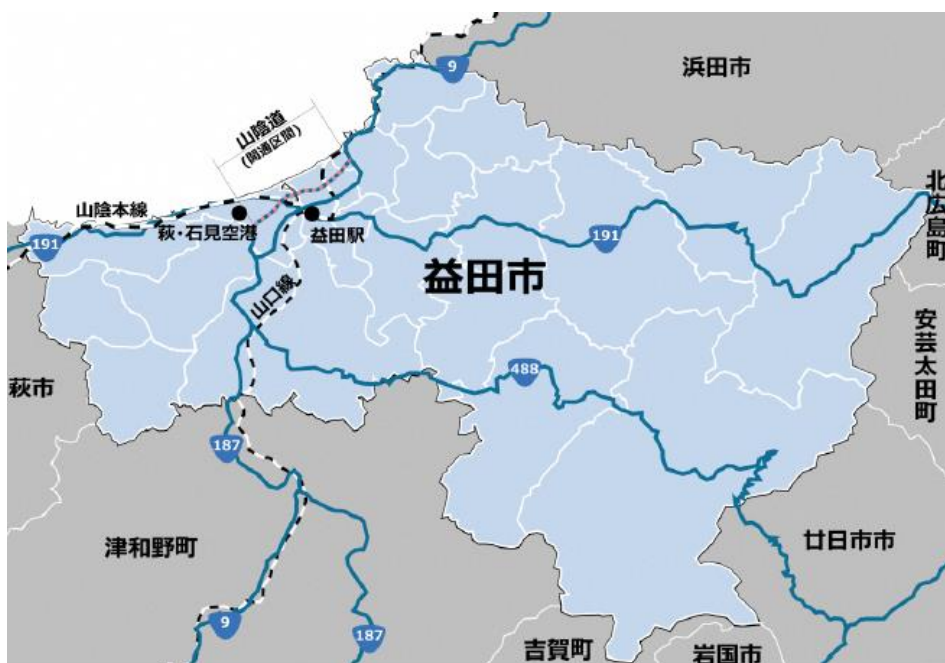 浜田市
9
山陰道
(開通区間)
北広島町
山陰本線
萩・石見空港
益田駅
191
191
益田市
山口線
安芸太田町
萩市
488
187
津和野町
廿日市市
9
187
吉賀町
岩国市